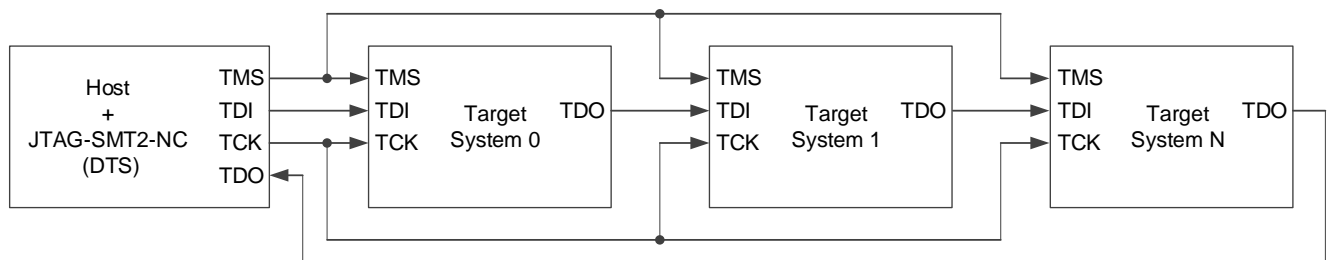 Host
+
JTAG-SMT2-NC
(DTS)
TMS
TDI
TCK
TDO
TMS
TDI
TCK
Target
System 0
TDO
TMS
TDI
TCK
Target
System 1
TDO
TMS
TDI
TCK
Target
System N
TDO